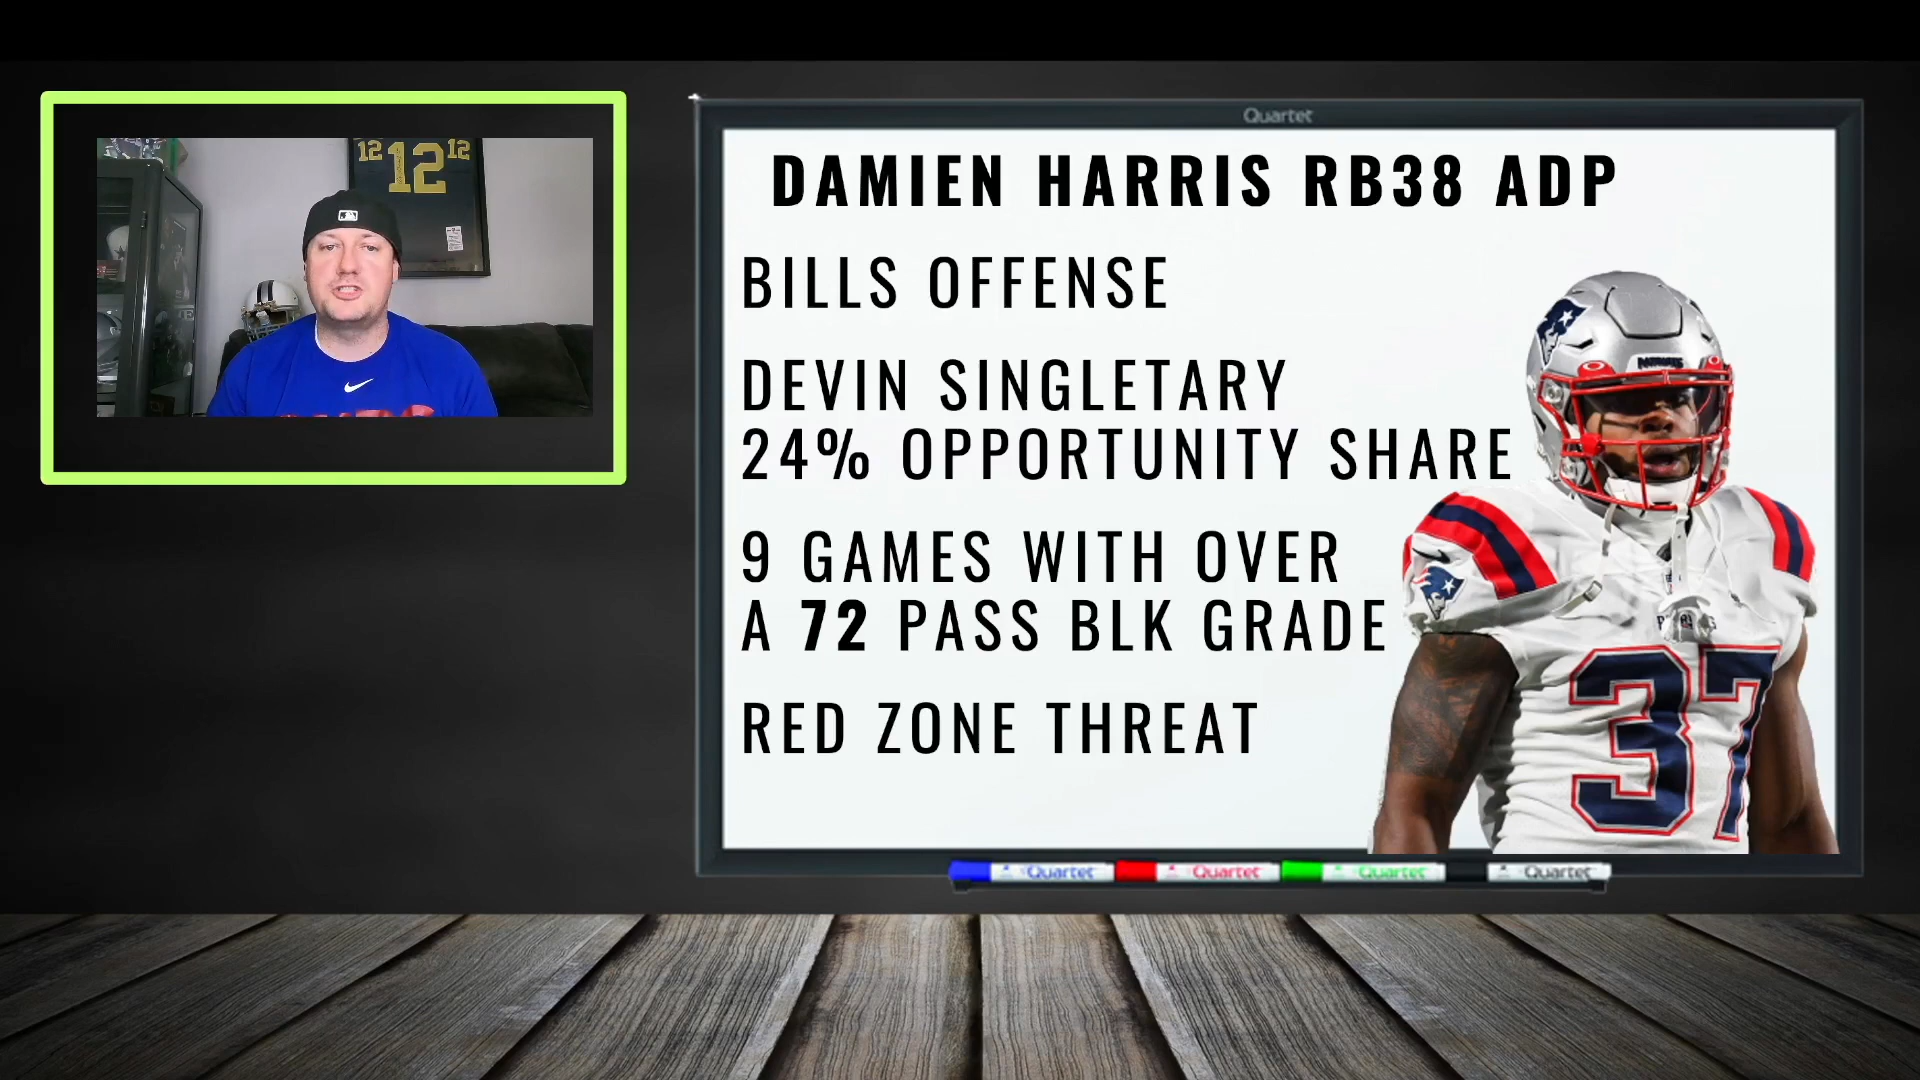 12 12 12
Quartet
DAMIEN HARRIS RB38 ADP
BILLS OFFENSE
DEVIN SINGLETARY
24% OPPORTUNITY SHARE
9 GAMES WITH OVER
A 72 PASS BLK GRADE
RED ZONE THREAT
PATRIOTS
37
Quartet Quartet Quartet Quartet